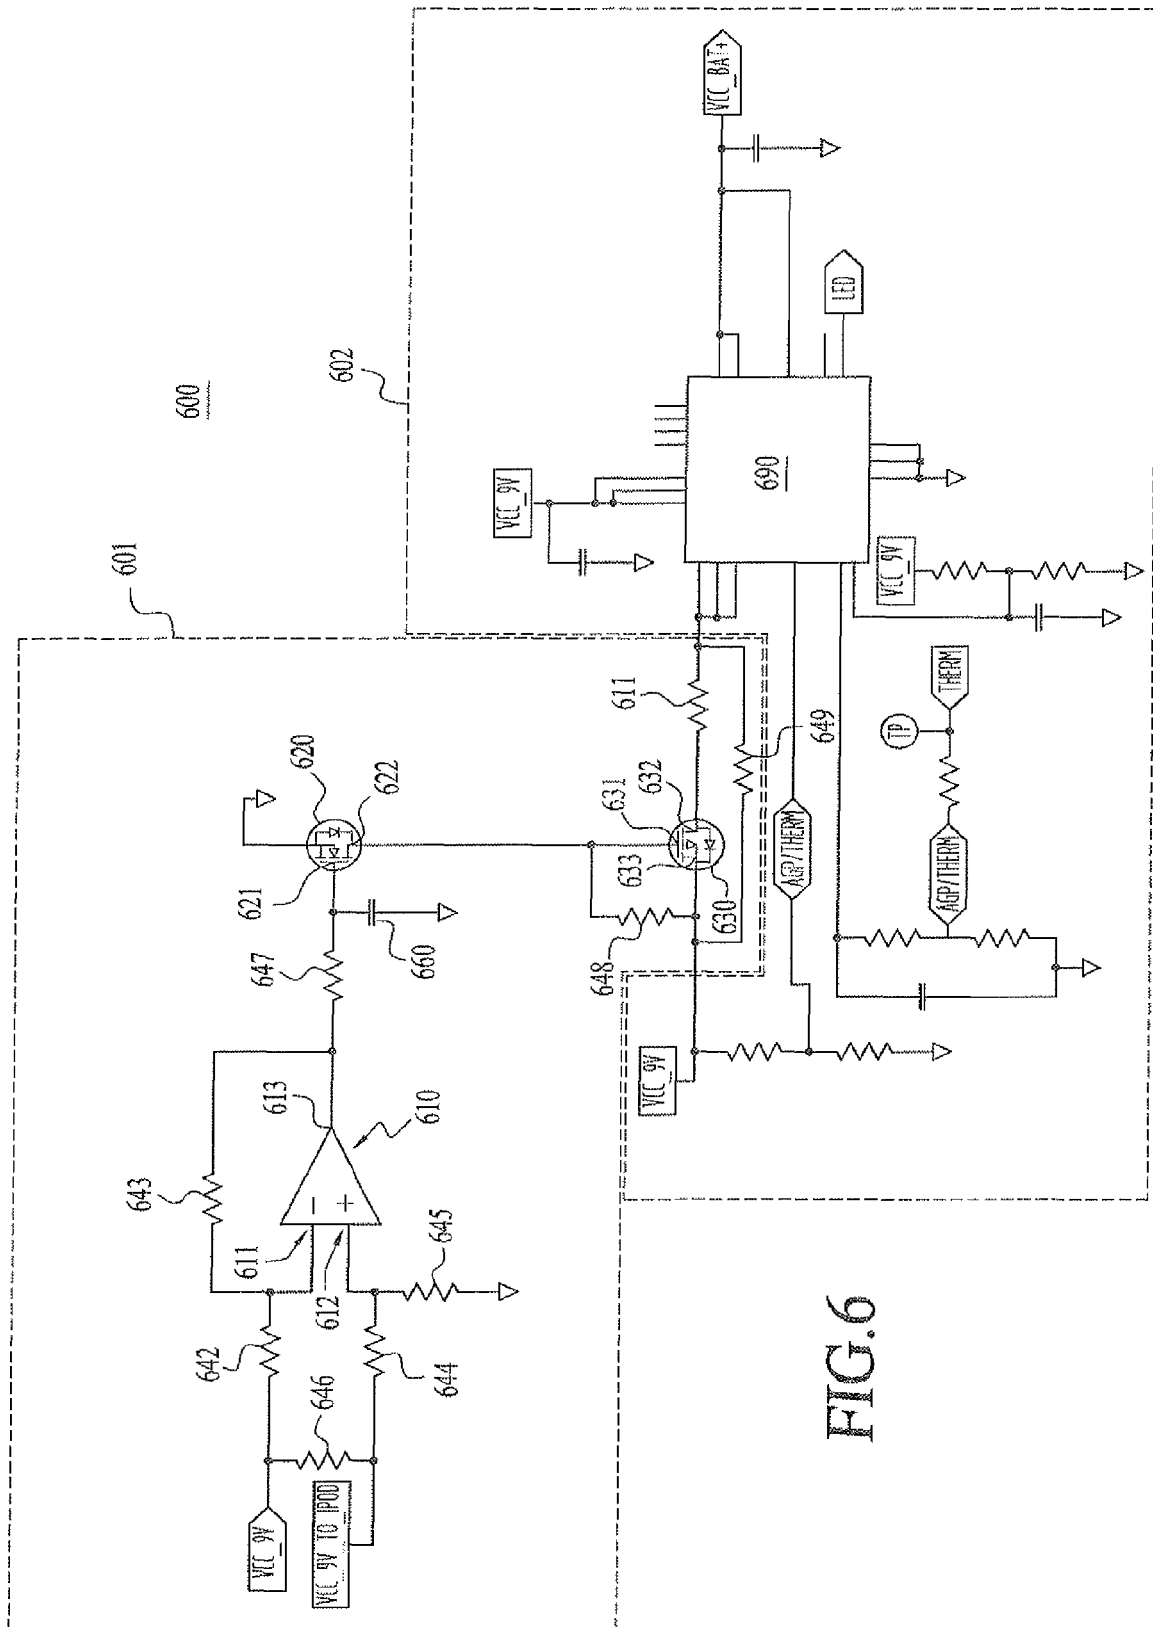 600
601
602
VCC_BAT+
LED
VCC_9V
690
VCC_9V
THERM
TP
AGP/THERM
AGP/THERM
611
649
620
622
621
631
632
633
630
648
647
660
VCC_9V
643
613
610
611
612
645
642
644
646
VCC_9V
VCC_9V TO_IPOD
FIG.6